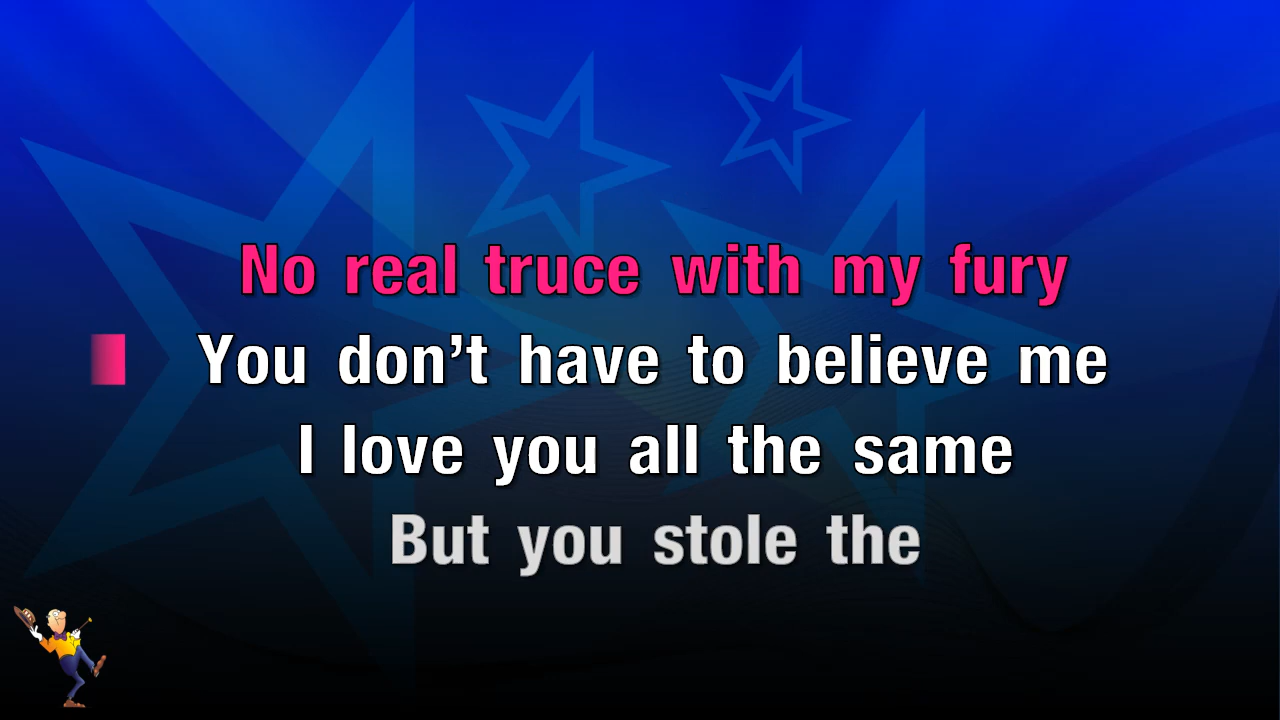 No real truce with my fury
You don’t have to believe me
I love you all the same
But you stole the